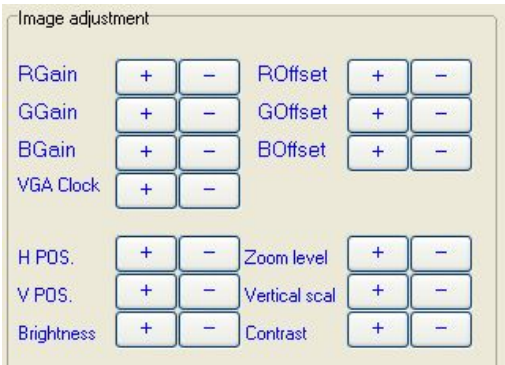 Image adjustment
RGain + − ROffset + −
GGain + − GOffset + −
BGain + − BOffset + −
VGA Clock + −
H POS. + − Zoom level + −
V POS. + − Vertical scal + −
Brightness + − Contrast + −